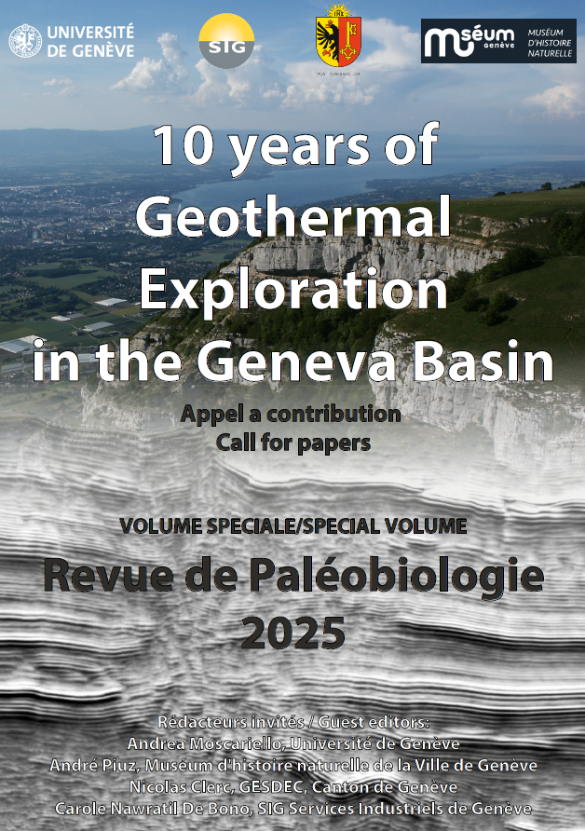 UNIVERSITÉ
DE GENÈVE
SIG
muséum
genève
MUSÉUM
D'HISTOIRE
NATURELLE
10 years of
Geothermal
Exploration
in the Geneva Basin
Appel a contribution
Call for papers
VOLUME SPECIALE/SPECIAL VOLUME
Revue de Paléobiologie
2025
Rédacteurs invités / Guest editors:
Andrea Moscariello, Université de Genève
André Piuz, Muséum d'histoire naturelle de la Ville de Genève
Nicolas Clerc, GESDEC, Canton de Genève
Carole Nawratil De Bono, SIG Services Industriels de Genève